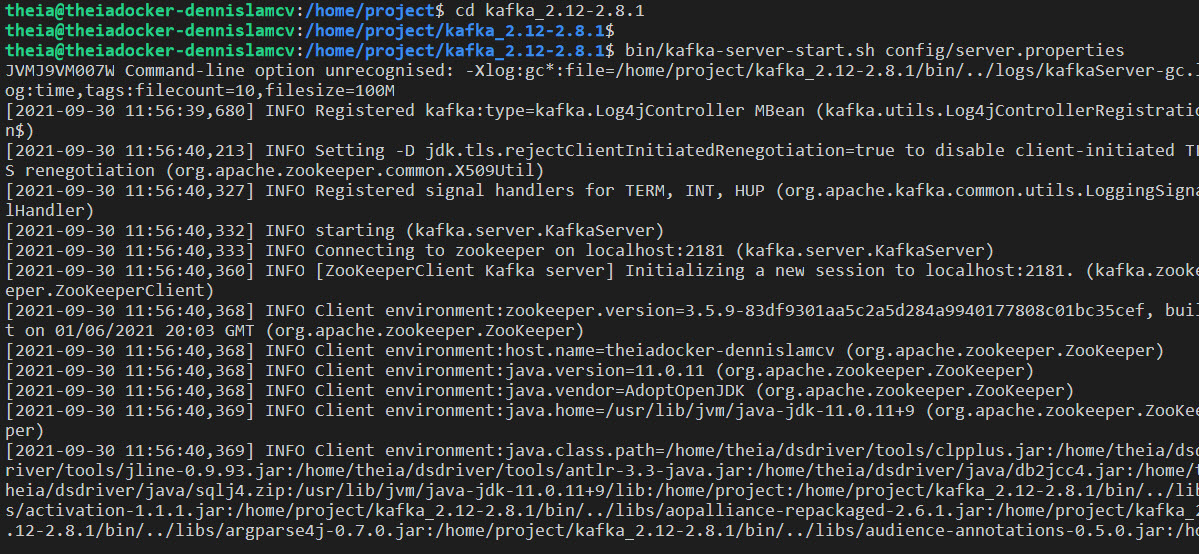 theia@theiadocker-dennislamcv:/home/project$ cd kafka_2.12-2.8.1
theia@theiadocker-dennislamcv:/home/project/kafka_2.12-2.8.1$
theia@theiadocker-dennislamcv:/home/project/kafka_2.12-2.8.1$ bin/kafka-server-start.sh config/server.properties
JVMJ9VM007W Command-line option unrecognised: -Xlog:gc*:file=/home/project/kafka_2.12-2.8.1/bin/../logs/kafkaServer-gc.l
og:time,tags:filecount=10,filesize=100M
[2021-09-30 11:56:39,680] INFO Registered kafka:type=kafka.Log4jController MBean (kafka.utils.Log4jControllerRegistratio
n$)
[2021-09-30 11:56:40,213] INFO Setting -D jdk.tls.rejectClientInitiatedRenegotiation=true to disable client-initiated TL
S renegotiation (org.apache.zookeeper.common.X509Util)
[2021-09-30 11:56:40,327] INFO Registered signal handlers for TERM, INT, HUP (org.apache.kafka.common.utils.LoggingSigna
lHandler)
[2021-09-30 11:56:40,332] INFO starting (kafka.server.KafkaServer)
[2021-09-30 11:56:40,333] INFO Connecting to zookeeper on localhost:2181 (kafka.server.KafkaServer)
[2021-09-30 11:56:40,360] INFO [ZooKeeperClient Kafka server] Initializing a new session to localhost:2181. (kafka.zooke
eper.ZooKeeperClient)
[2021-09-30 11:56:40,368] INFO Client environment:zookeeper.version=3.5.9-83df9301aa5c2a5d284a9940177808c01bc35cef, buil
t on 01/06/2021 20:03 GMT (org.apache.zookeeper.ZooKeeper)
[2021-09-30 11:56:40,368] INFO Client environment:host.name=theiadocker-dennislamcv (org.apache.zookeeper.ZooKeeper)
[2021-09-30 11:56:40,368] INFO Client environment:java.version=11.0.11 (org.apache.zookeeper.ZooKeeper)
[2021-09-30 11:56:40,368] INFO Client environment:java.vendor=AdoptOpenJDK (org.apache.zookeeper.ZooKeeper)
[2021-09-30 11:56:40,369] INFO Client environment:java.home=/usr/lib/jvm/java-jdk-11.0.11+9 (org.apache.zookeeper.ZooKee
per)
[2021-09-30 11:56:40,369] INFO Client environment:java.class.path=/home/theia/dsdriver/tools/clpplus.jar:/home/theia/dsd
river/tools/jline-0.9.93.jar:/home/theia/dsdriver/tools/antlr-3.3-java.jar:/home/theia/dsdriver/java/db2jcc4.jar:/home/t
heia/dsdriver/java/sqlj4.zip:/usr/lib/jvm/java-jdk-11.0.11+9/lib:/home/project:/home/project/kafka_2.12-2.8.1/bin/../lib
s/activation-1.1.1.jar:/home/project/kafka_2.12-2.8.1/bin/../libs/aopalliance-repackaged-2.6.1.jar:/home/project/kafka_2
.12-2.8.1/bin/../libs/argparse4j-0.7.0.jar:/home/project/kafka_2.12-2.8.1/bin/../libs/audience-annotations-0.5.0.jar:/ho